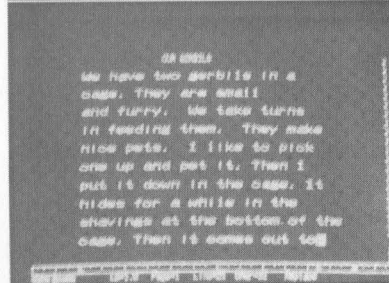 OUR GERBILS
We have two gerbils in a
cage. They are small
and furry. We take turns
in feeding them. They make
nice pets. I like to pick
one up and pet it. Then I
put it down in the cage. It
hides for a while in the
shavings at the bottom of the
cage. Then it comes out to